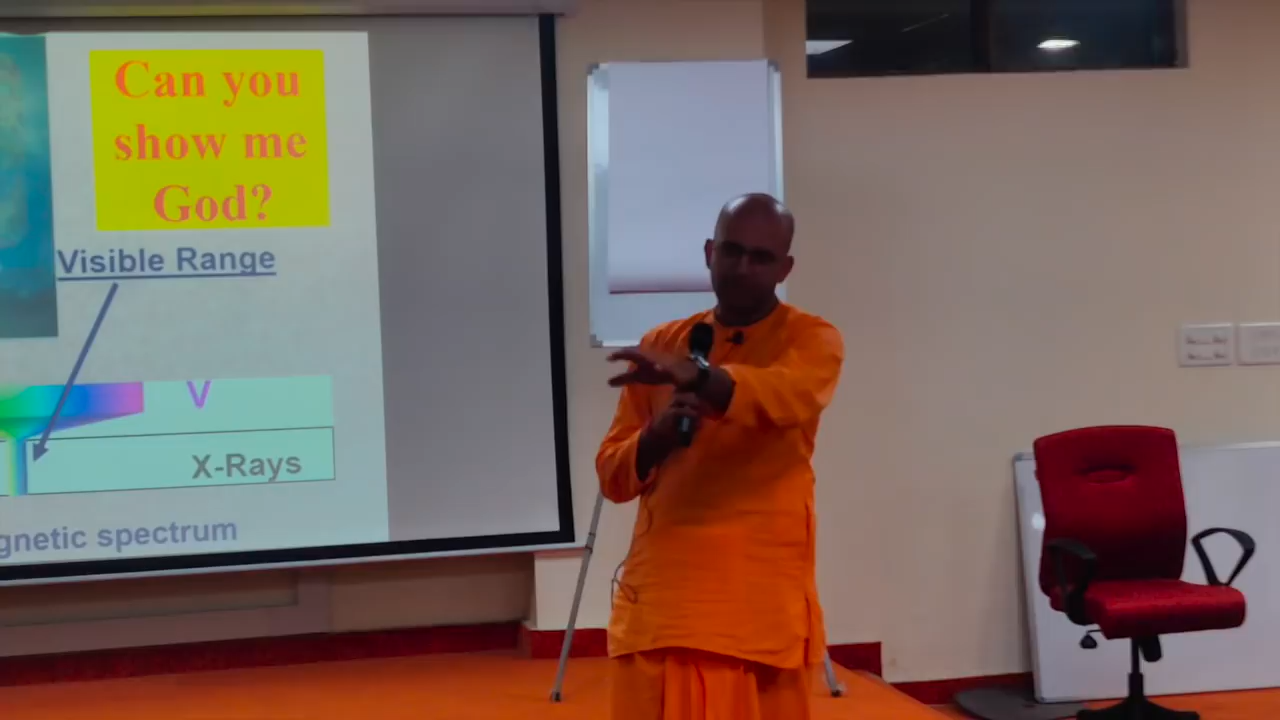 Can you
show me
God?
Visible Range
V
X-Rays
gnetic spectrum